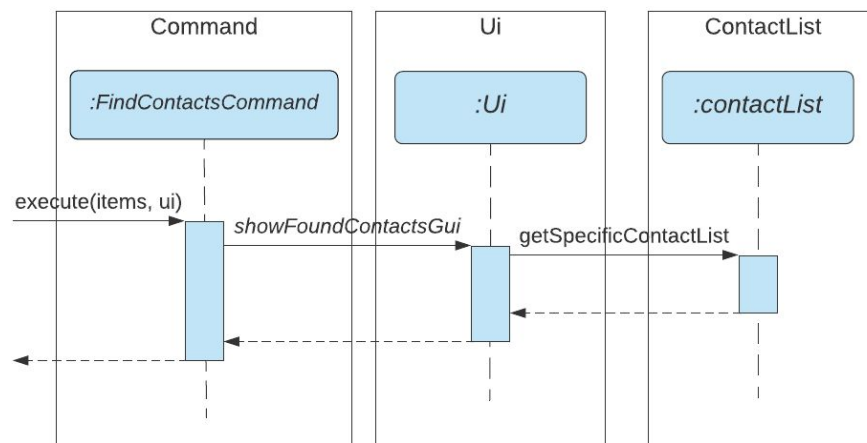 Command
Ui
ContactList
:FindContactsCommand
:Ui
:contactList
execute(items, ui)
showFoundContactsGui
getSpecificContactList